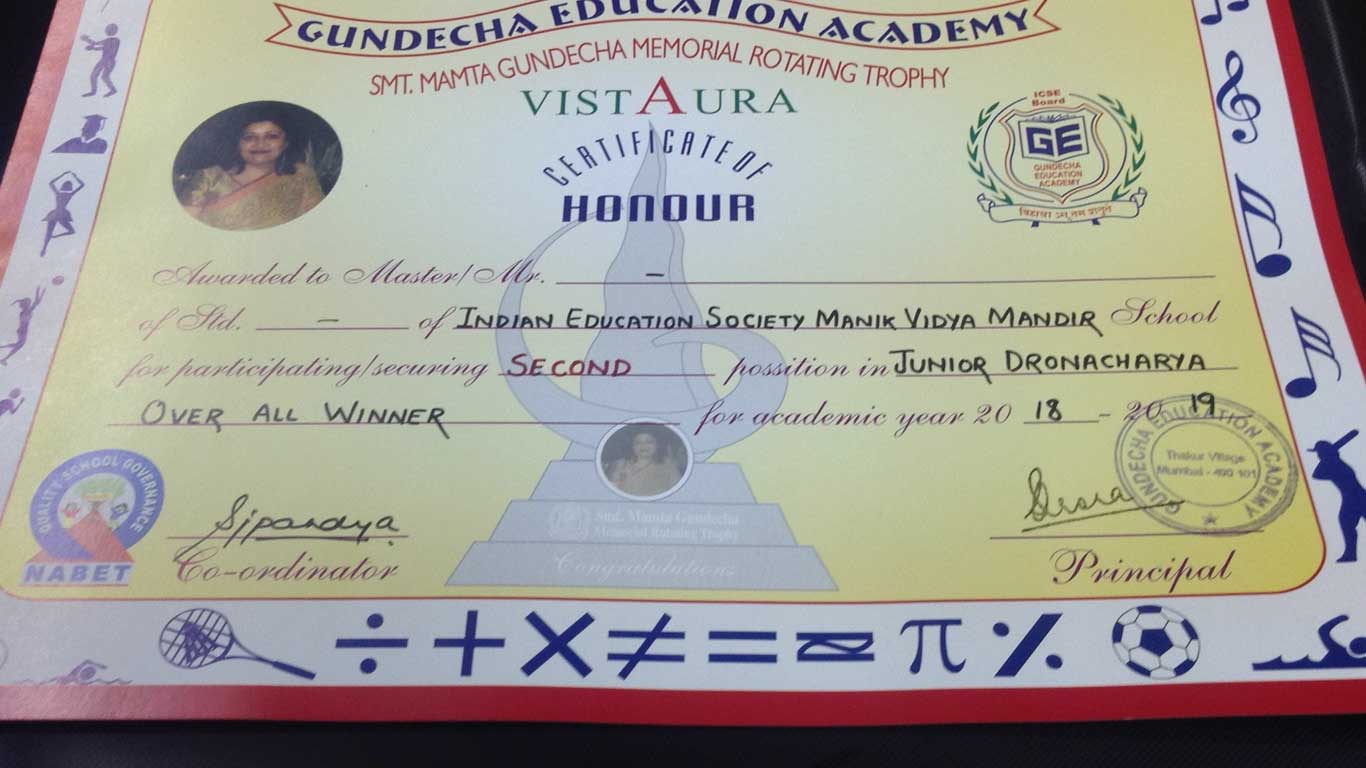 GUNDECHA EDUCATION ACADEMY
SMT. MAMTA GUNDECHA MEMORIAL ROTATING TROPHY
VISTAURA
CERTIFICATE OF
HONOUR
ICSE
Board
GE
GUNDECHA
EDUCATION
ACADEMY
Awarded to Master/ Mr. -
of Std. - of INDIAN EDUCATION SOCIETY MANIK VIDYA MANDIR School
for participating/securing SECOND possition in JUNIOR DRONACHARYA
OVER ALL WINNER for academic year 20 18 - 20 19
GUNDECHA EDUCATION ACADEMY
Thakur Village
Mumbai - 400 101
QUALITY SCHOOL GOVERNANCE
NABET
Smt. Mamta Gundecha
Memorial Rotating Trophy
Congratulations
Co-ordinator
Principal
÷ + × ≠ = ≈ π ٪